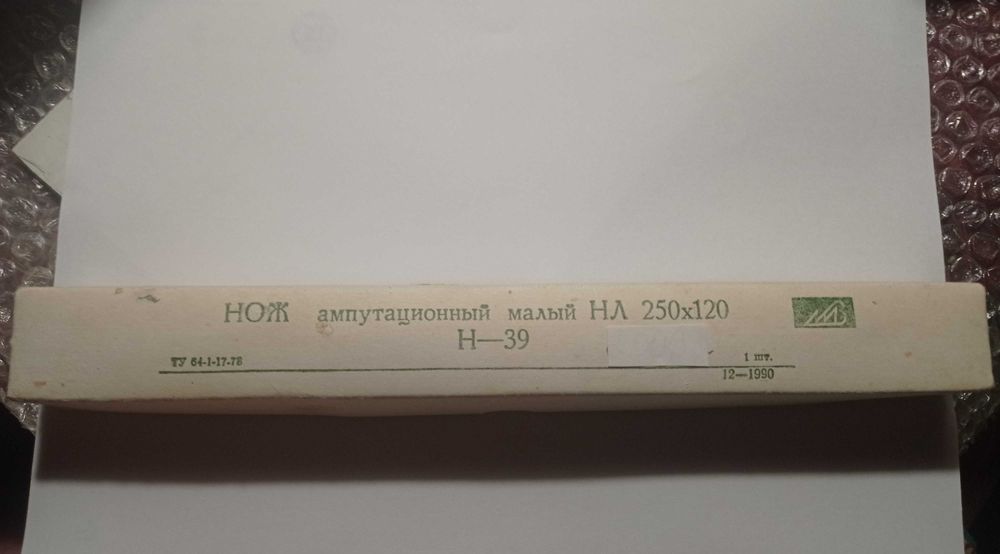 НОЖ ампутационный малый НЛ 250х120
Н—39
ТУ 64-1-17-78
1 шт.
12—1990